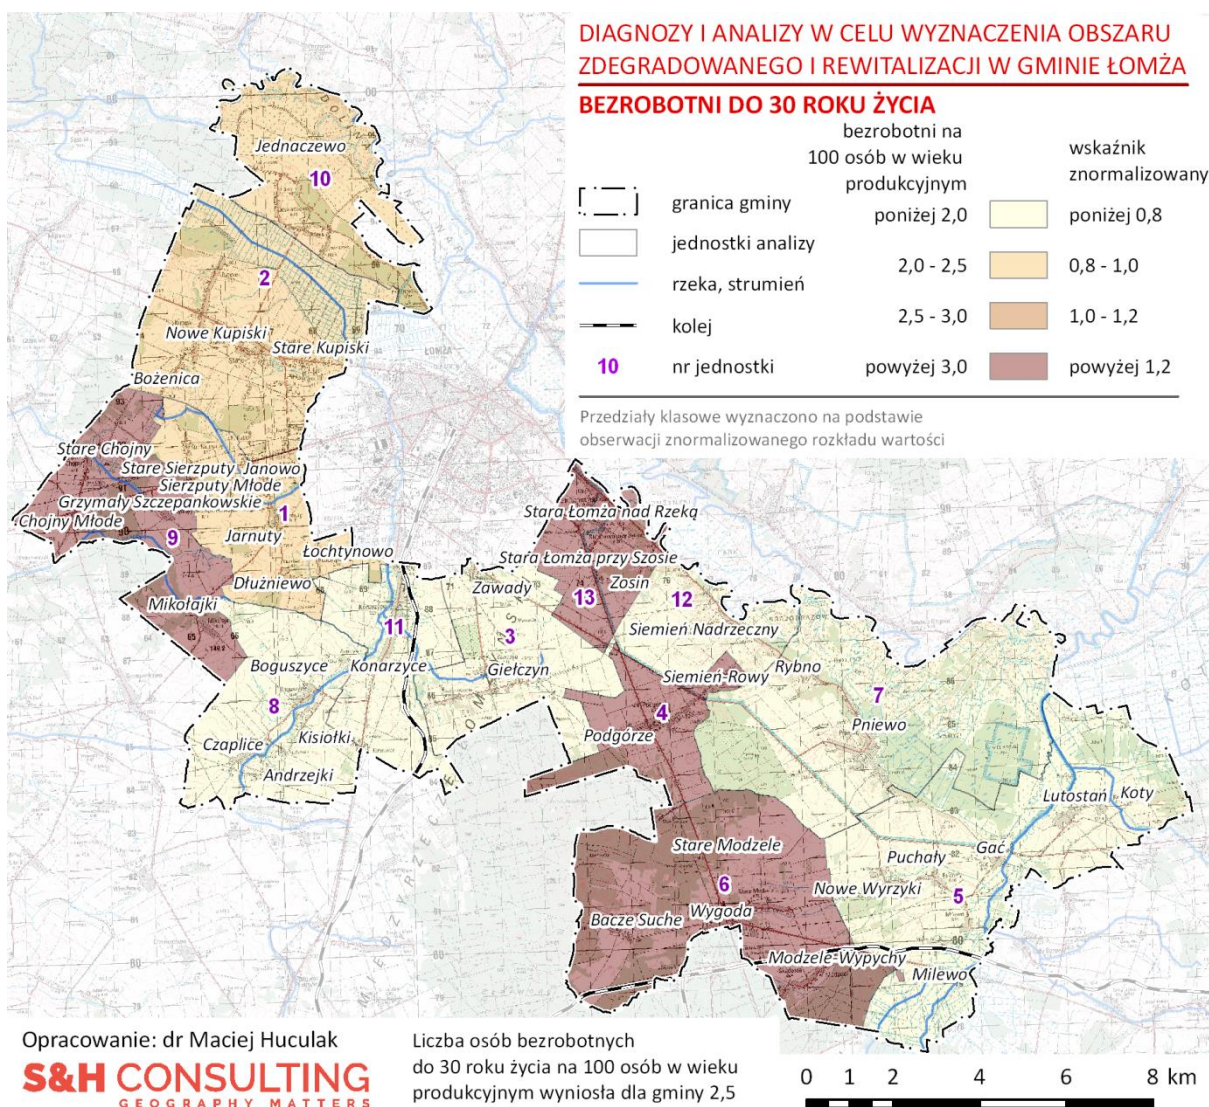 DIAGNOZY I ANALIZY W CELU WYZNACZENIA OBSZARU
ZDEGRADOWANEGO I REWITALIZACJI W GMINIE ŁOMŻA
BEZROBOTNI DO 30 ROKU ŻYCIA
bezrobotni na
100 osób w wieku
produkcyjnym
wskaźnik
znormalizowany
granica gminy
jednostki analizy
rzeka, strumień
kolej
10 nr jednostki
poniżej 2,0 poniżej 0,8
2,0 - 2,5 0,8 - 1,0
2,5 - 3,0 1,0 - 1,2
powyżej 3,0 powyżej 1,2
Przedziały klasowe wyznaczono na podstawie
obserwacji znormalizowanego rozkładu wartości
Jednaczewo
10
2
Nowe Kupiski
Stare Kupiski
ŁOMŻA
Bożenica
Stare Chojny
Stare Sierzputy
Janowo
Sierzputy Młode
Grzymały Szczepankowskie
Chojny Młode
1
9
Jarnuty
Łochtynowo
Dłużniewo
Mikołajki
Stara Łomża nad Rzeką
Stara Łomża przy Szosie
Zawady
Zosin
13
12
11
3
Siemień Nadrzeczny
Boguszyce
Konarzyce
Giełczyn
Siemień-Rowy
Rybno
7
8
4
Pniewo
Czaplice
Kisiołki
Podgórze
Andrzejki
Lutostań
Koty
Stare Modzele
Gać
Puchały
6
Nowe Wyrzyki
5
Bacze Suche
Wygoda
Modzele-Wypychy
Milewo
Opracowanie: dr Maciej Huculak
S&H CONSULTING
GEOGRAPHY MATTERS
Liczba osób bezrobotnych
do 30 roku życia na 100 osób w wieku
produkcyjnym wyniosła dla gminy 2,5
0 1 2 4 6 8 km